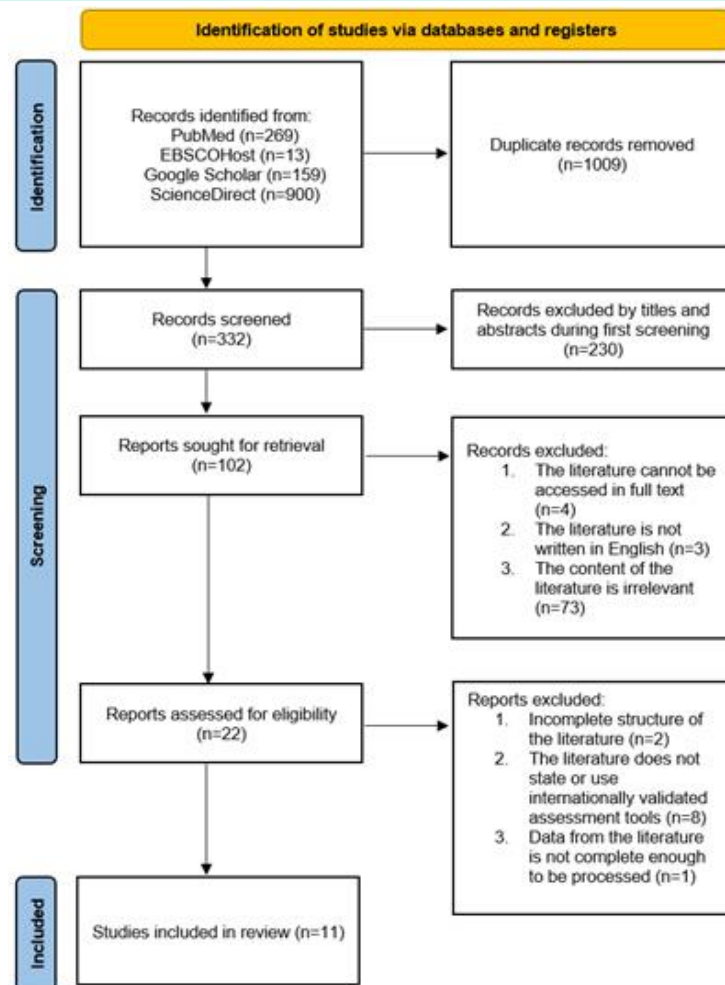 Identification of studies via databases and registers
Identification
Records identified from:
PubMed (n=269)
EBSCOHost (n=13)
Google Scholar (n=159)
ScienceDirect (n=900)
Duplicate records removed
(n=1009)
Screening
Records screened
(n=332)
Records excluded by titles and
abstracts during first screening
(n=230)
Reports sought for retrieval
(n=102)
Records excluded:
1. The literature cannot be
accessed in full text
(n=4)
2. The literature is not
written in English (n=3)
3. The content of the
literature is irrelevant
(n=73)
Reports assessed for eligibility
(n=22)
Reports excluded:
1. Incomplete structure of
the literature (n=2)
2. The literature does not
state or use
internationally validated
assessment tools (n=8)
3. Data from the literature
is not complete enough
to be processed (n=1)
Included
Studies included in review (n=11)